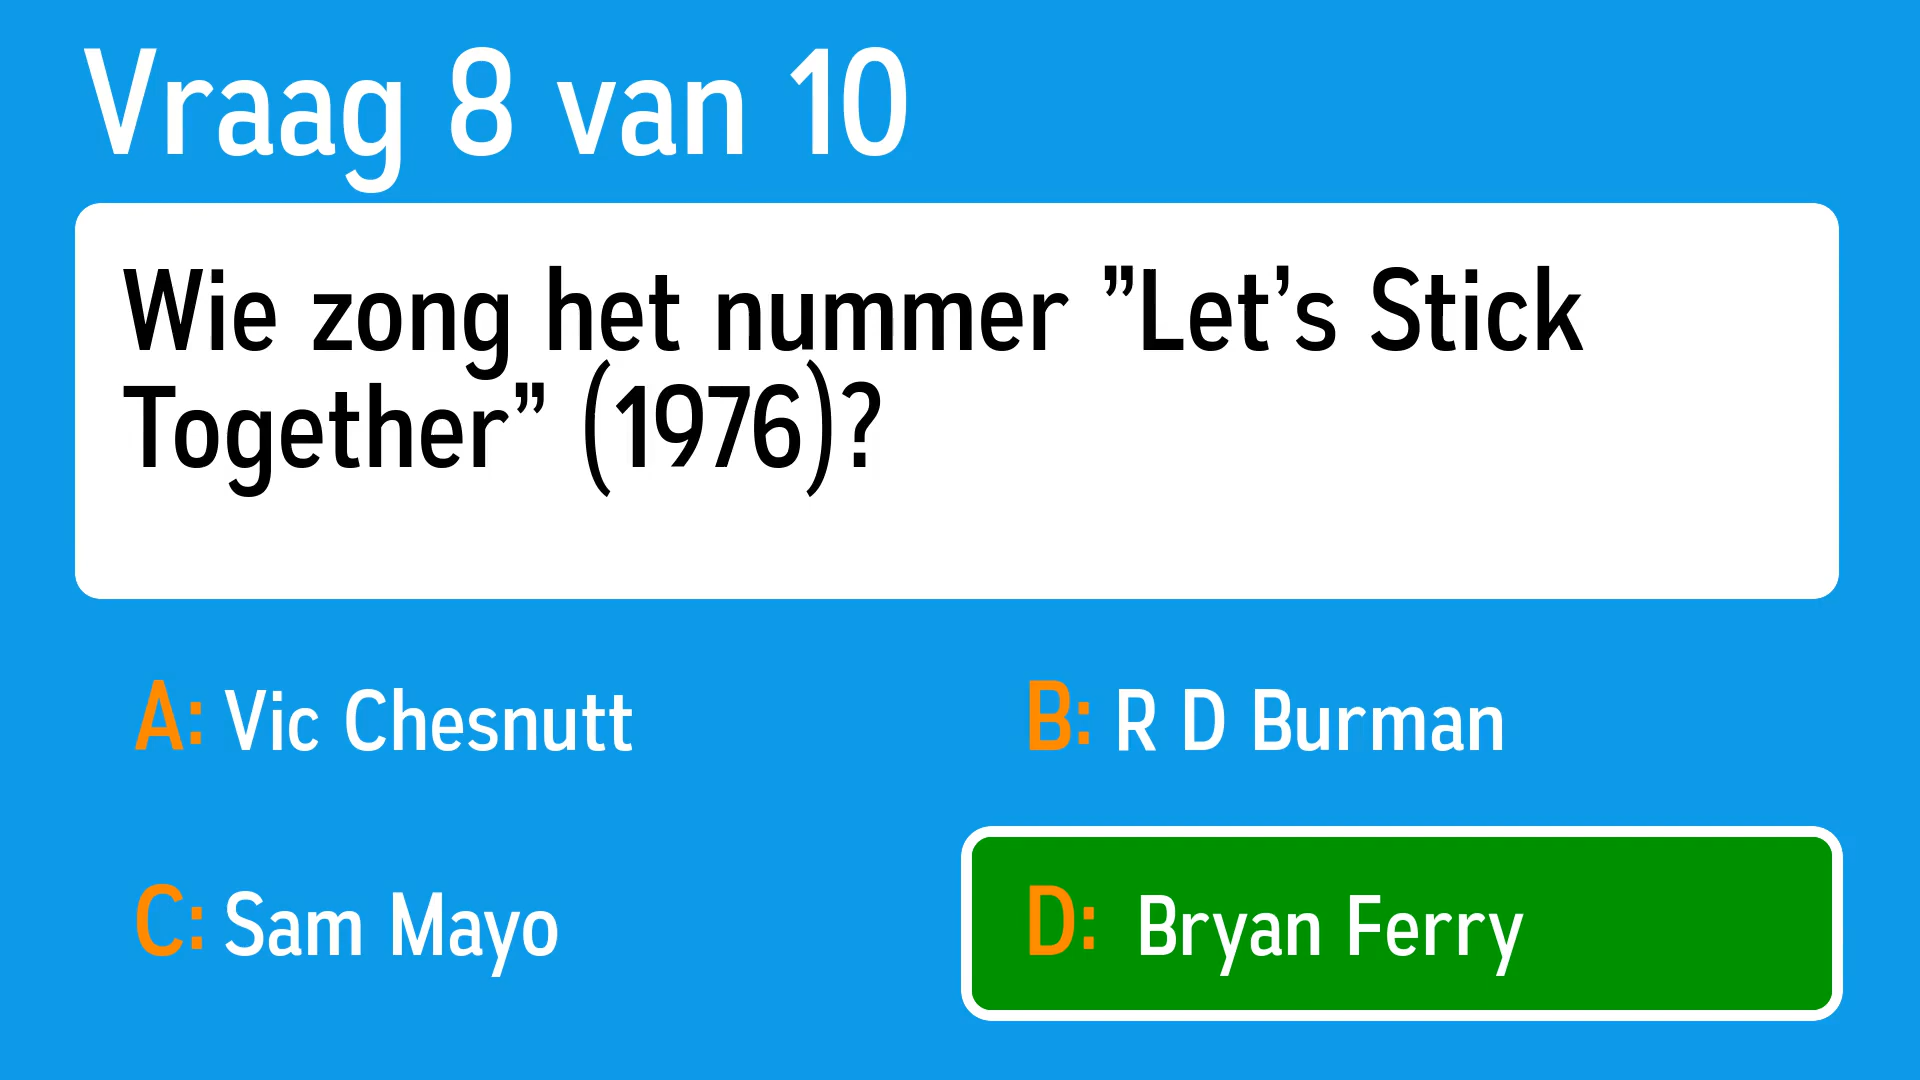 Vraag 8 van 10
Wie zong het nummer ”Let’s Stick
Together” (1976)?
A: Vic Chesnutt
B: R D Burman
C: Sam Mayo
D: Bryan Ferry